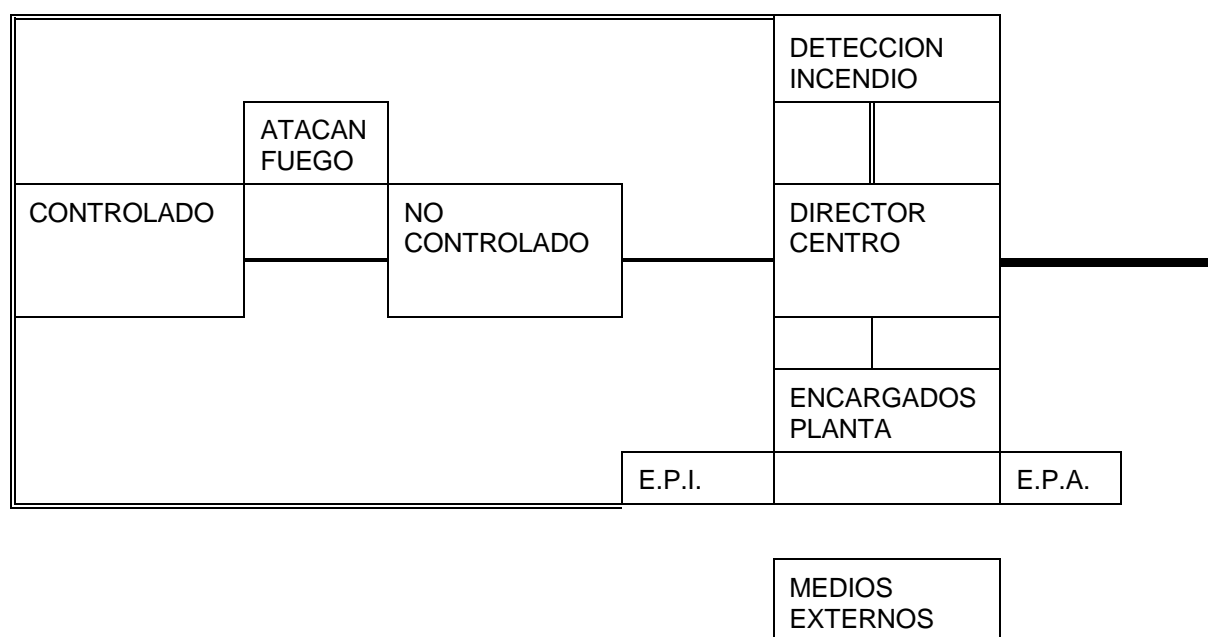 DETECCION
INCENDIO
ATACAN
FUEGO
CONTROLADO
NO
CONTROLADO
DIRECTOR
CENTRO
ENCARGADOS
PLANTA
E.P.I.
E.P.A.
MEDIOS
EXTERNOS